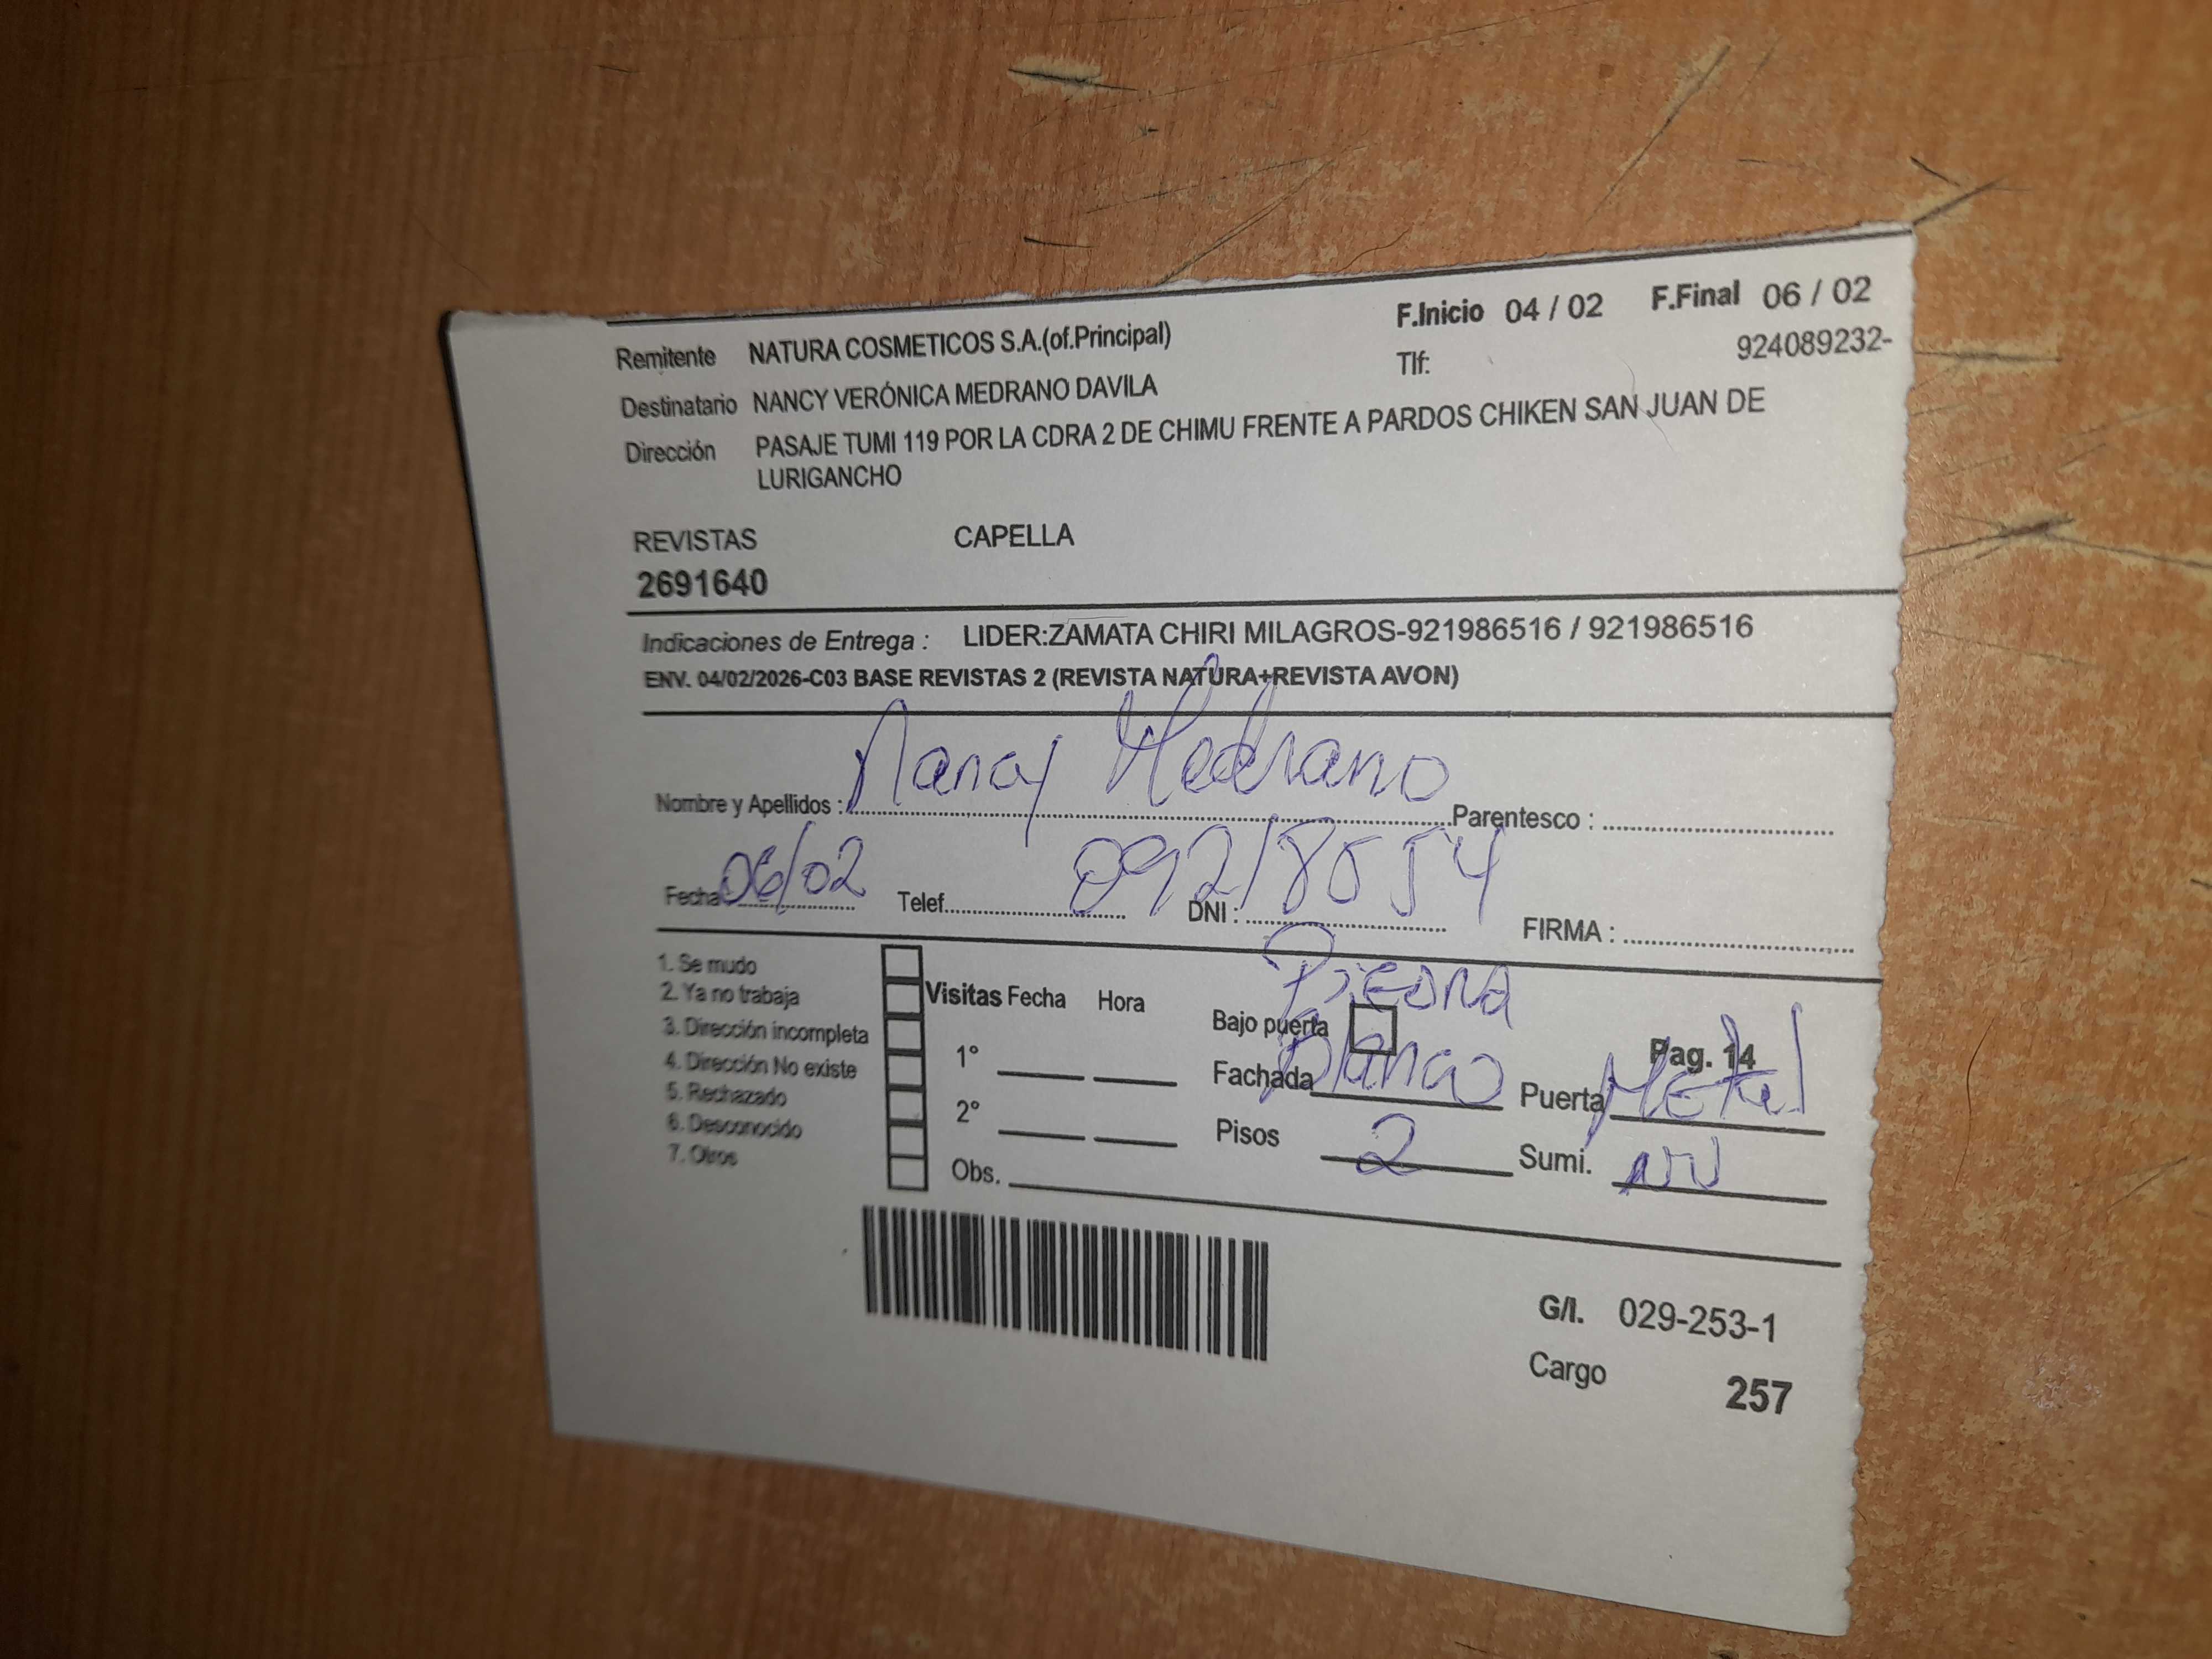 F.Inicio 04 / 02 F.Final 06 / 02
Remitente NATURA COSMETICOS S.A.(of.Principal) Tlf: 924089232-
Destinatario NANCY VERÓNICA MEDRANO DAVILA
Dirección PASAJE TUMI 119 POR LA CDRA 2 DE CHIMU FRENTE A PARDOS CHIKEN SAN JUAN DE
LURIGANCHO
REVISTAS CAPELLA
2691640
Indicaciones de Entrega : LIDER:ZAMATA CHIRI MILAGROS-921986516 / 921986516
ENV. 04/02/2026-C03 BASE REVISTAS 2 (REVISTA NATURA+REVISTA AVON)
Nombre y Apellidos : Nancy Medrano Parentesco :
Fecha 06/02 Telef. DNI : 09218554 FIRMA :
1. Se mudo
2. Ya no trabaja
3. Dirección incompleta
4. Dirección No existe
5. Rechazado
6. Desconocido
7. Otros
Visitas Fecha Hora
1°
2°
Obs.
Bajo puerta Pag. 14
Fachada Blanco Puerta Metal
Pisos 2 Sumi.
G/I. 029-253-1
Cargo 257